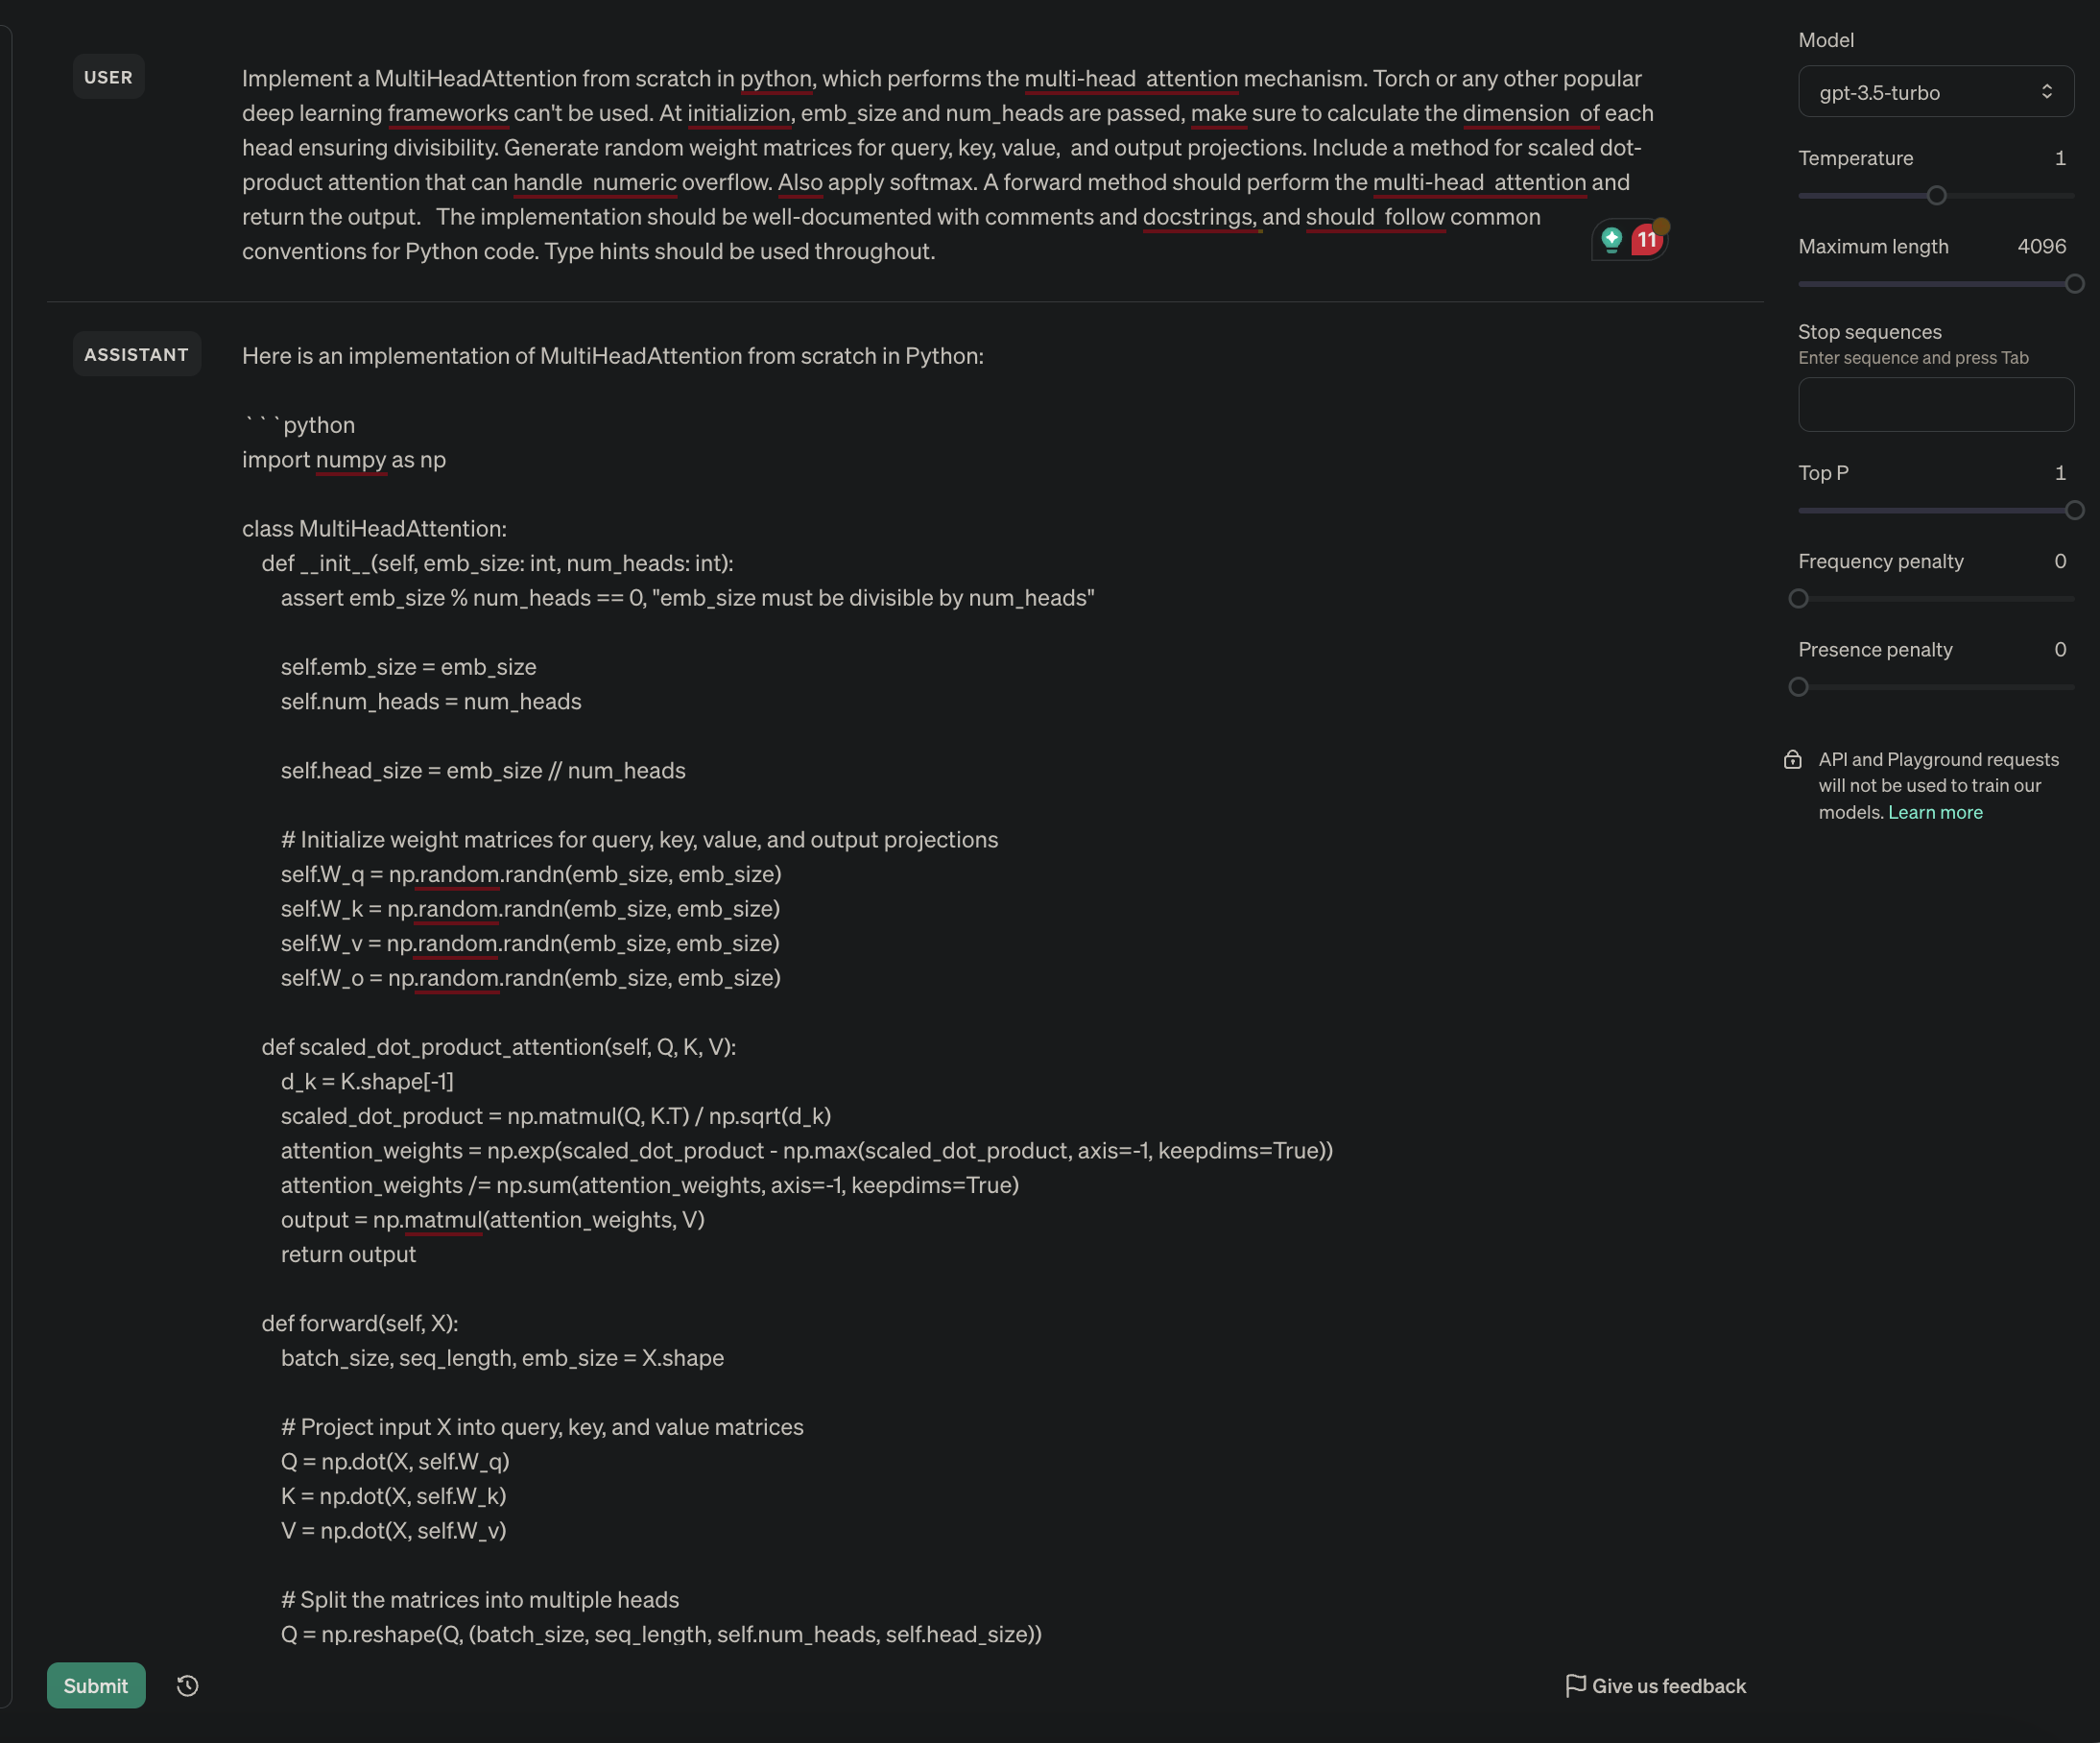 USER
Implement a MultiHeadAttention from scratch in python, which performs the multi-head  attention mechanism. Torch or any other popular
deep learning frameworks can't be used. At initializion, emb_size and num_heads are passed, make sure to calculate the dimension  of each
head ensuring divisibility. Generate random weight matrices for query, key, value,  and output projections. Include a method for scaled dot-
product attention that can handle  numeric overflow. Also apply softmax. A forward method should perform the multi-head  attention and
return the output.   The implementation should be well-documented with comments and docstrings, and should  follow common
conventions for Python code. Type hints should be used throughout.
11
ASSISTANT
Here is an implementation of MultiHeadAttention from scratch in Python:
```python
import numpy as np
class MultiHeadAttention:
    def __init__(self, emb_size: int, num_heads: int):
        assert emb_size % num_heads == 0, "emb_size must be divisible by num_heads"
        self.emb_size = emb_size
        self.num_heads = num_heads
        self.head_size = emb_size // num_heads
        # Initialize weight matrices for query, key, value, and output projections
        self.W_q = np.random.randn(emb_size, emb_size)
        self.W_k = np.random.randn(emb_size, emb_size)
        self.W_v = np.random.randn(emb_size, emb_size)
        self.W_o = np.random.randn(emb_size, emb_size)
    def scaled_dot_product_attention(self, Q, K, V):
        d_k = K.shape[-1]
        scaled_dot_product = np.matmul(Q, K.T) / np.sqrt(d_k)
        attention_weights = np.exp(scaled_dot_product - np.max(scaled_dot_product, axis=-1, keepdims=True))
        attention_weights /= np.sum(attention_weights, axis=-1, keepdims=True)
        output = np.matmul(attention_weights, V)
        return output
    def forward(self, X):
        batch_size, seq_length, emb_size = X.shape
        # Project input X into query, key, and value matrices
        Q = np.dot(X, self.W_q)
        K = np.dot(X, self.W_k)
        V = np.dot(X, self.W_v)
        # Split the matrices into multiple heads
        Q = np.reshape(Q, (batch_size, seq_length, self.num_heads, self.head_size))
Submit
Give us feedback
Model
gpt-3.5-turbo
Temperature 1
Maximum length 4096
Stop sequences
Enter sequence and press Tab
Top P 1
Frequency penalty 0
Presence penalty 0
API and Playground requests
will not be used to train our
models. Learn more